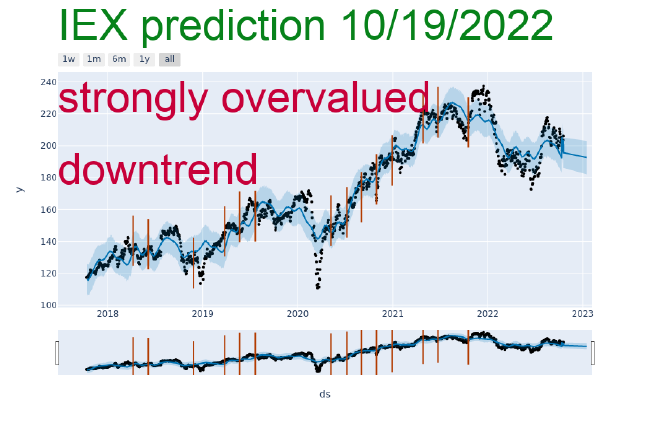 IEX prediction 10/19/2022
1w 1m 6m 1y all
strongly overvalued
downtrend
y
240
220
200
180
160
140
120
100
2018 2019 2020 2021 2022 2023
ds